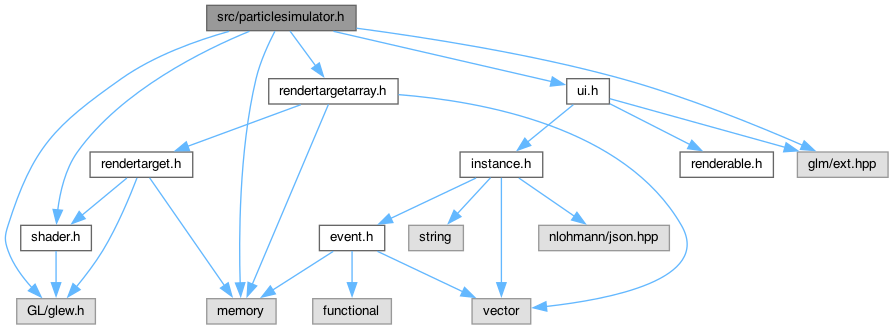 src/particlesimulator.h
rendertargetarray.h
ui.h
rendertarget.h
instance.h
renderable.h
glm/ext.hpp
shader.h
event.h
string
nlohmann/json.hpp
GL/glew.h
memory
functional
vector